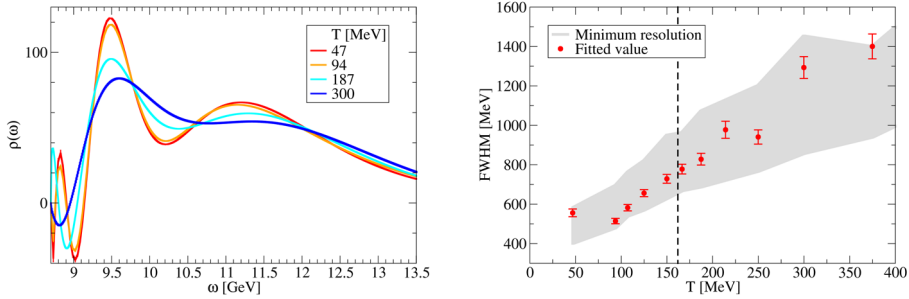 T [MeV]
47
94
187
300
100
0
ρ(ω)
9 9.5 10 10.5 11 11.5 12 12.5 13 13.5
ω [GeV]
1600
1400
1200
1000
800
600
400
FWHM [MeV]
Minimum resolution
Fitted value
0 50 100 150 200 250 300 350 400
T [MeV]